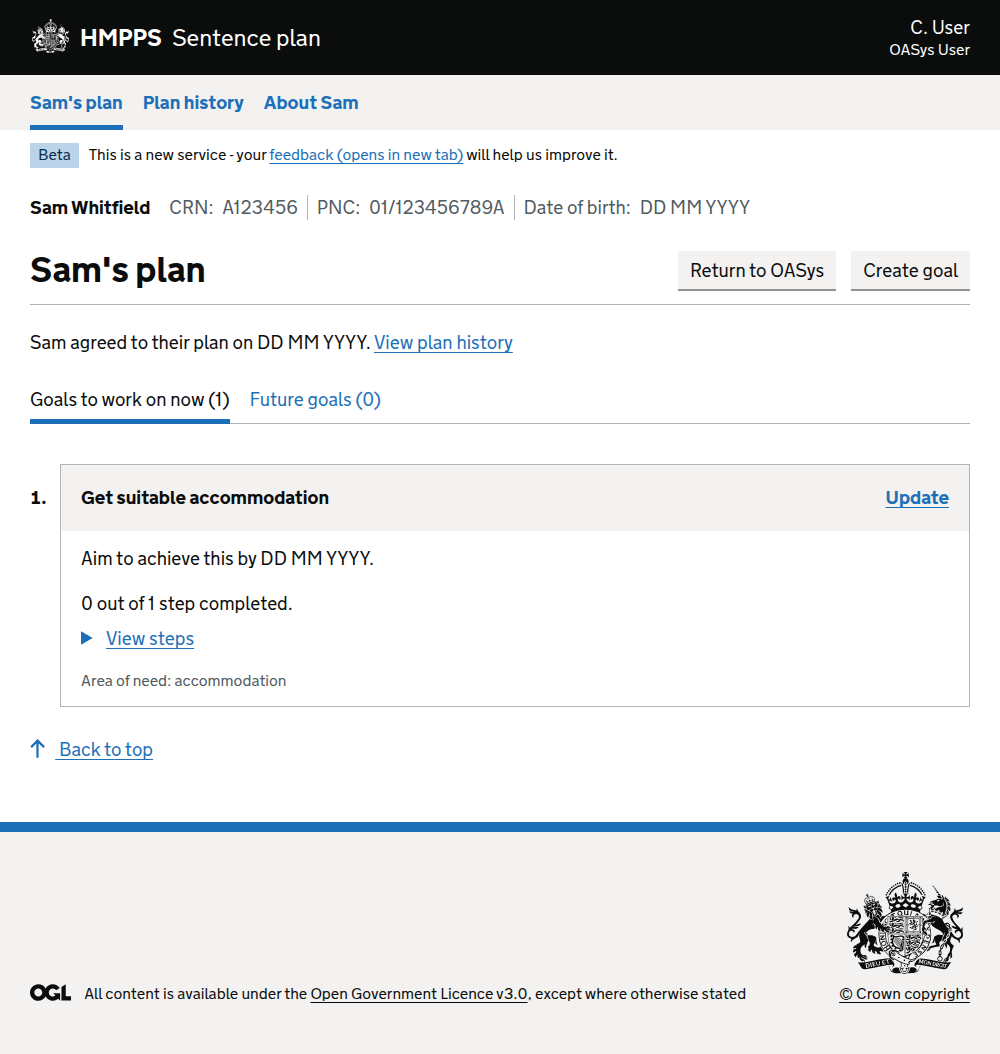 HMPPS Sentence plan
C. User
OASys User
Sam's plan Plan history About Sam
Beta This is a new service - your feedback (opens in new tab) will help us improve it.
Sam Whitfield CRN: A123456 PNC: 01/123456789A Date of birth: DD MM YYYY
Sam's plan
Return to OASys Create goal
Sam agreed to their plan on DD MM YYYY. View plan history
Goals to work on now (1) Future goals (0)
1. Get suitable accommodation Update
Aim to achieve this by DD MM YYYY.
0 out of 1 step completed.
View steps
Area of need: accommodation
Back to top
DIEU ET MON DROIT
OGL All content is available under the Open Government Licence v3.0, except where otherwise stated
© Crown copyright